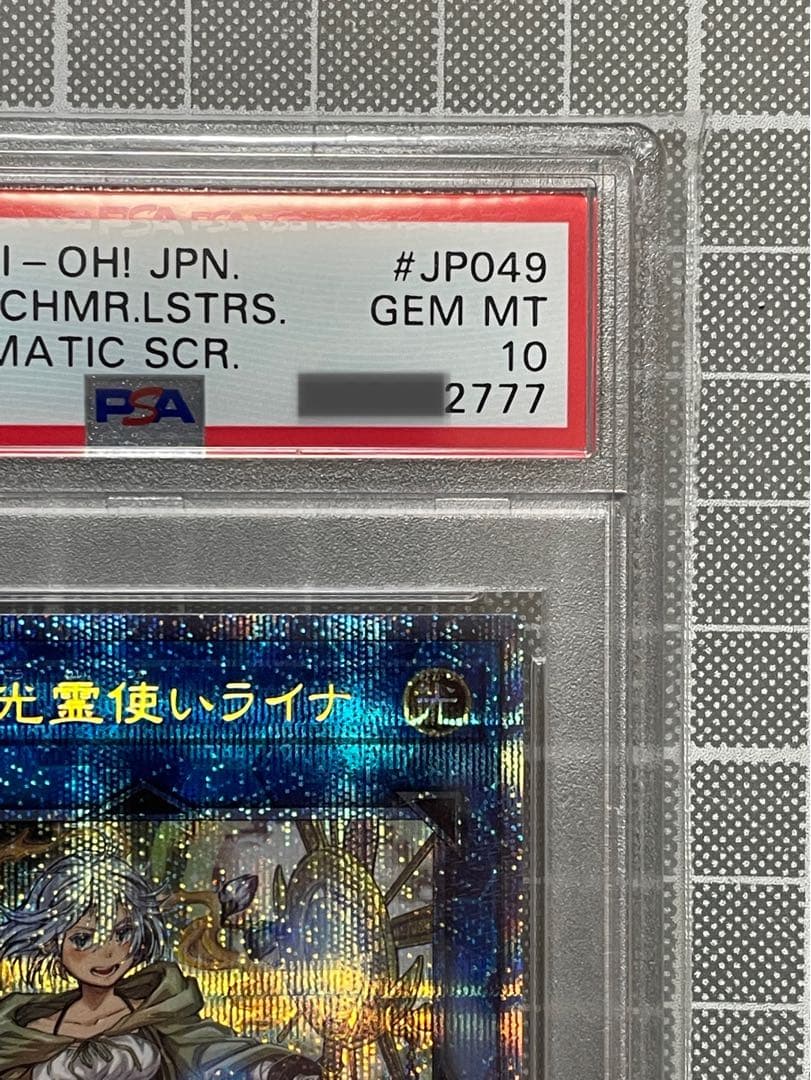 I-OH! JPN. #JP049
CHMR.LSTRS. GEM MT
MATIC SCR. 10
PSA 2777
光霊使いライナ 光